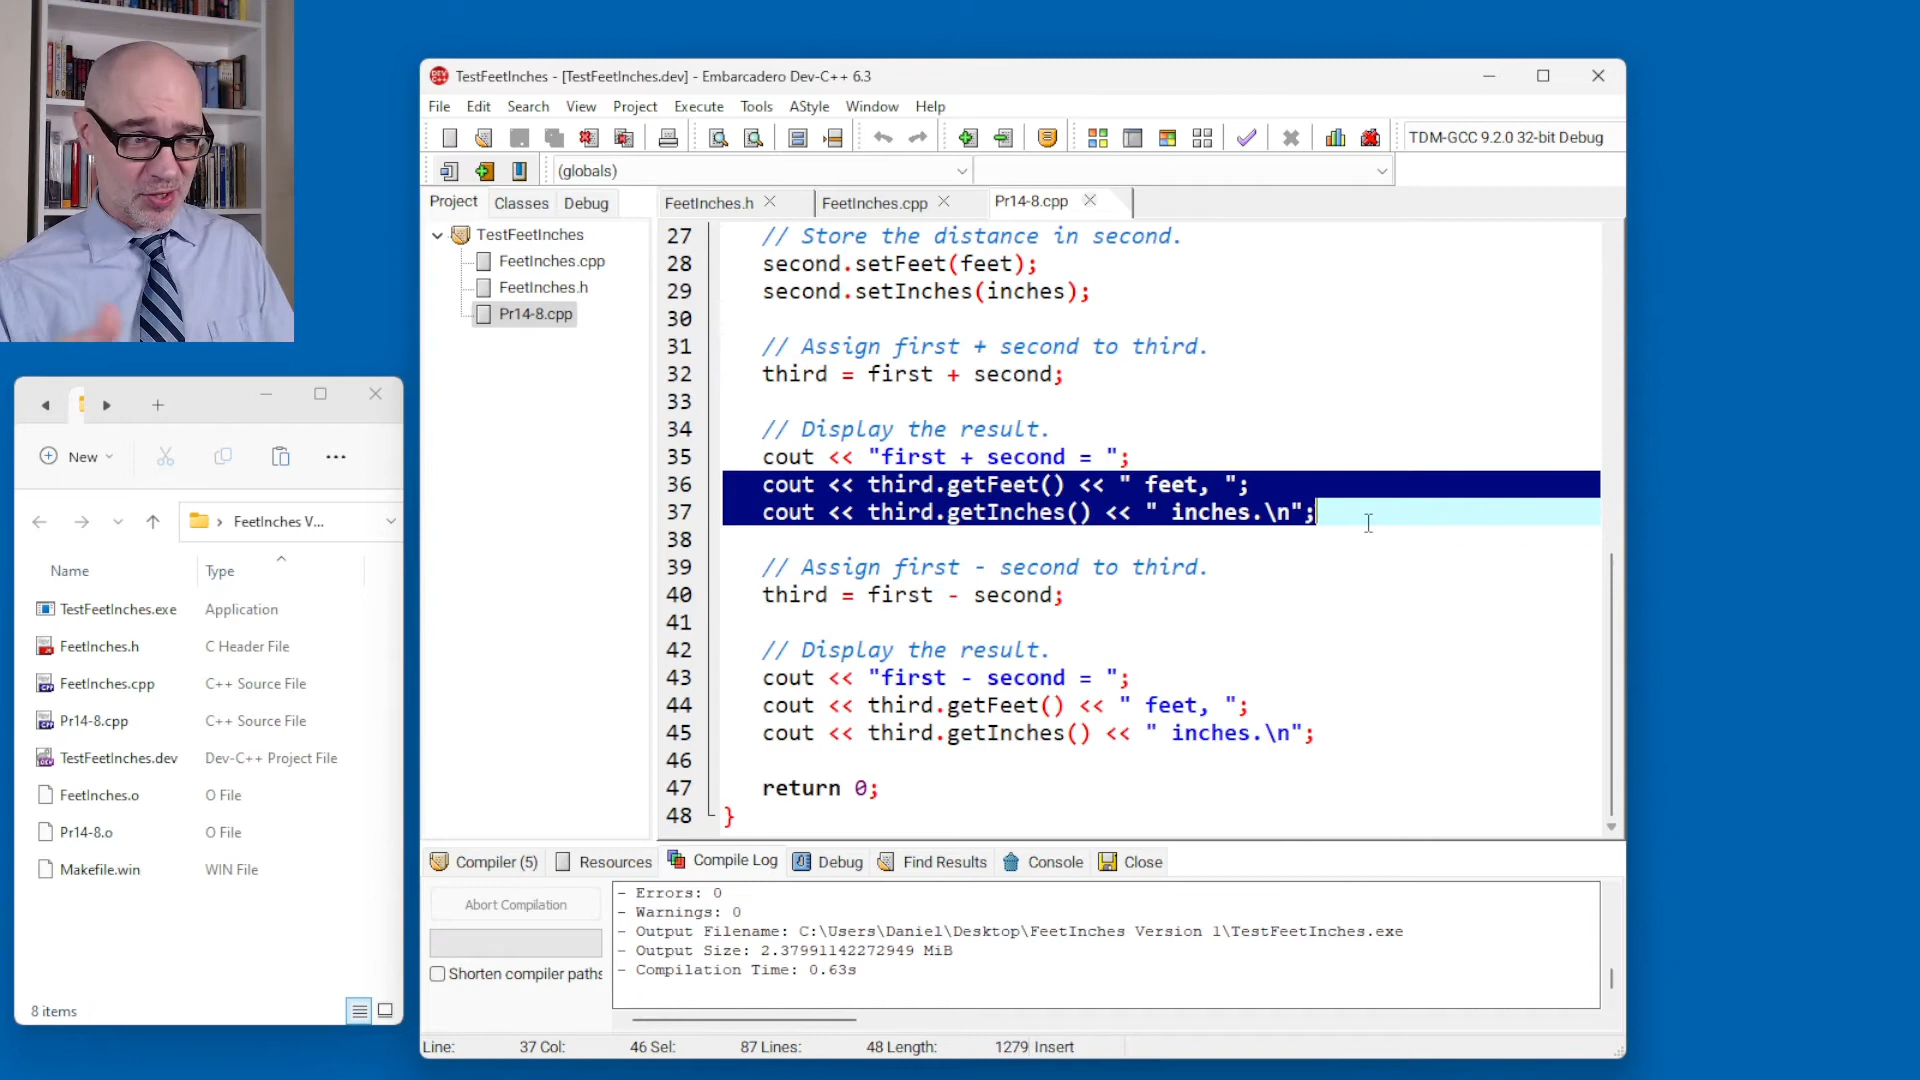 TestFeetInches - [TestFeetInches.dev] - Embarcadero Dev-C++ 6.3
File Edit Search View Project Execute Tools AStyle Window Help
TDM-GCC 9.2.0 32-bit Debug
(globals)
Project Classes Debug
FeetInches.h FeetInches.cpp Pr14-8.cpp
TestFeetInches
FeetInches.cpp
FeetInches.h
Pr14-8.cpp
27 // Store the distance in second.
28 second.setFeet(feet);
29 second.setInches(inches);
30
31 // Assign first + second to third.
32 third = first + second;
33
34 // Display the result.
35 cout << "first + second = ";
36 cout << third.getFeet() << " feet, ";
37 cout << third.getInches() << " inches.\n";
38
39 // Assign first - second to third.
40 third = first - second;
41
42 // Display the result.
43 cout << "first - second = ";
44 cout << third.getFeet() << " feet, ";
45 cout << third.getInches() << " inches.\n";
46
47 return 0;
48 }
Compiler (5) Resources Compile Log Debug Find Results Console Close
Abort Compilation
Shorten compiler paths
- Errors: 0
- Warnings: 0
- Output Filename: C:\Users\Daniel\Desktop\FeetInches Version 1\TestFeetInches.exe
- Output Size: 2.37991142272949 MiB
- Compilation Time: 0.63s
Line: 37 Col: 46 Sel: 87 Lines: 48 Length: 1279 Insert
New
FeetInches V...
Name Type
TestFeetInches.exe Application
FeetInches.h C Header File
FeetInches.cpp C++ Source File
Pr14-8.cpp C++ Source File
TestFeetInches.dev Dev-C++ Project File
FeetInches.o O File
Pr14-8.o O File
Makefile.win WIN File
8 items